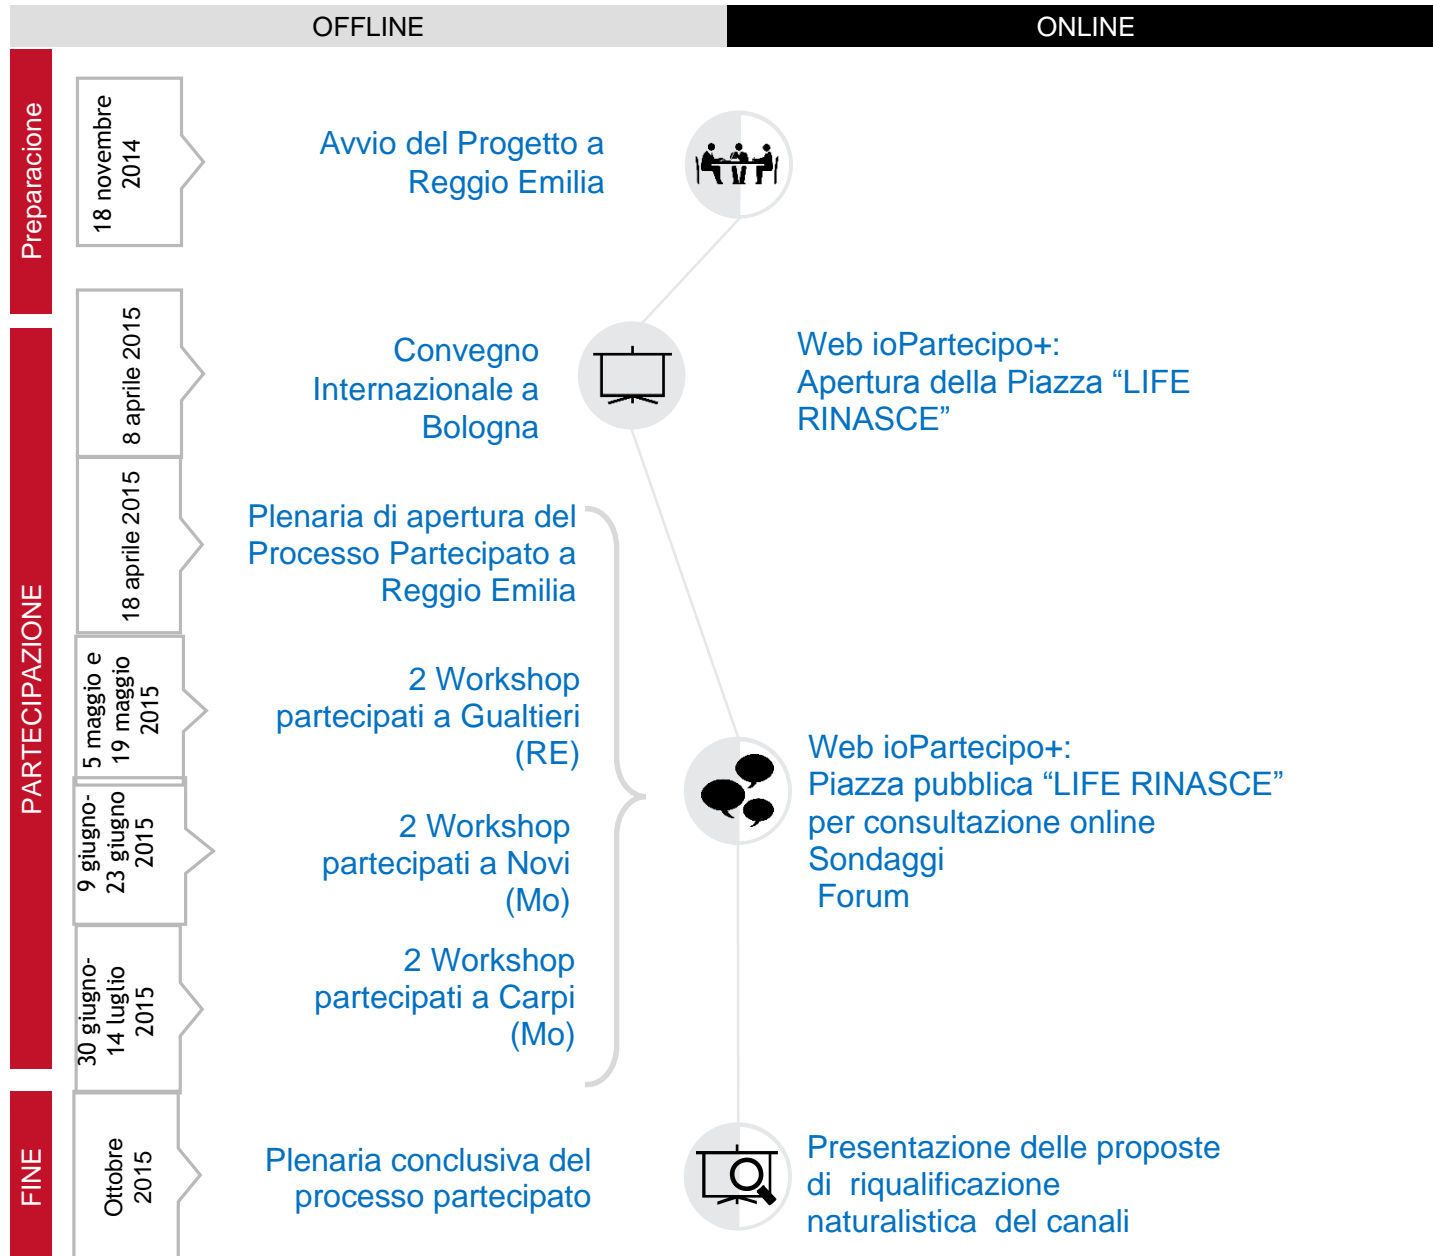 OFFLINE
ONLINE
Preparacione
18 novembre
2014
Avvio del Progetto a
Reggio Emilia
PARTECIPAZIONE
8 aprile 2015
Convegno
Internazionale a
Bologna
Web ioPartecipo+:
Apertura della Piazza “LIFE
RINASCE”
18 aprile 2015
Plenaria di apertura del
Processo Partecipato a
Reggio Emilia
5 maggio e
19 maggio
2015
2 Workshop
partecipati a Gualtieri
(RE)
9 giugno-
23 giugno
2015
2 Workshop
partecipati a Novi
(Mo)
Web ioPartecipo+:
Piazza pubblica “LIFE RINASCE”
per consultazione online
Sondaggi
Forum
30 giugno-
14 luglio
2015
2 Workshop
partecipati a Carpi
(Mo)
FINE
Ottobre
2015
Plenaria conclusiva del
processo partecipato
Presentazione delle proposte
di  riqualificazione
naturalistica  del canali